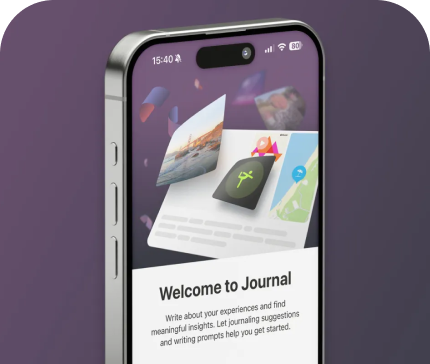 15:40
80
Welcome to Journal
Write about your experiences and find
meaningful insights. Let journaling suggestions
and writing prompts help you get started.